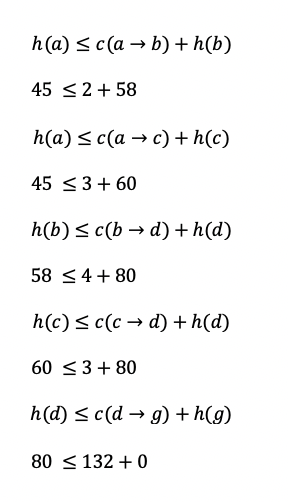 h(a) ≤ c(a → b) + h(b)
45 ≤ 2 + 58
h(a) ≤ c(a → c) + h(c)
45 ≤ 3 + 60
h(b) ≤ c(b → d) + h(d)
58 ≤ 4 + 80
h(c) ≤ c(c → d) + h(d)
60 ≤ 3 + 80
h(d) ≤ c(d → g) + h(g)
80 ≤ 132 + 0